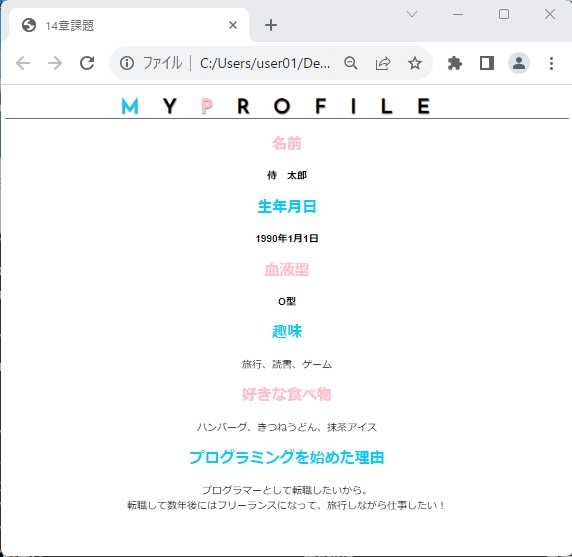 14章課題
ファイル C:/Users/user01/De...
MY PROFILE
名前
侍　太郎
生年月日
1990年1月1日
血液型
O型
趣味
旅行、読書、ゲーム
好きな食べ物
ハンバーグ、きつねうどん、抹茶アイス
プログラミングを始めた理由
プログラマーとして転職したいから。
転職して数年後にはフリーランスになって、旅行しながら仕事したい！